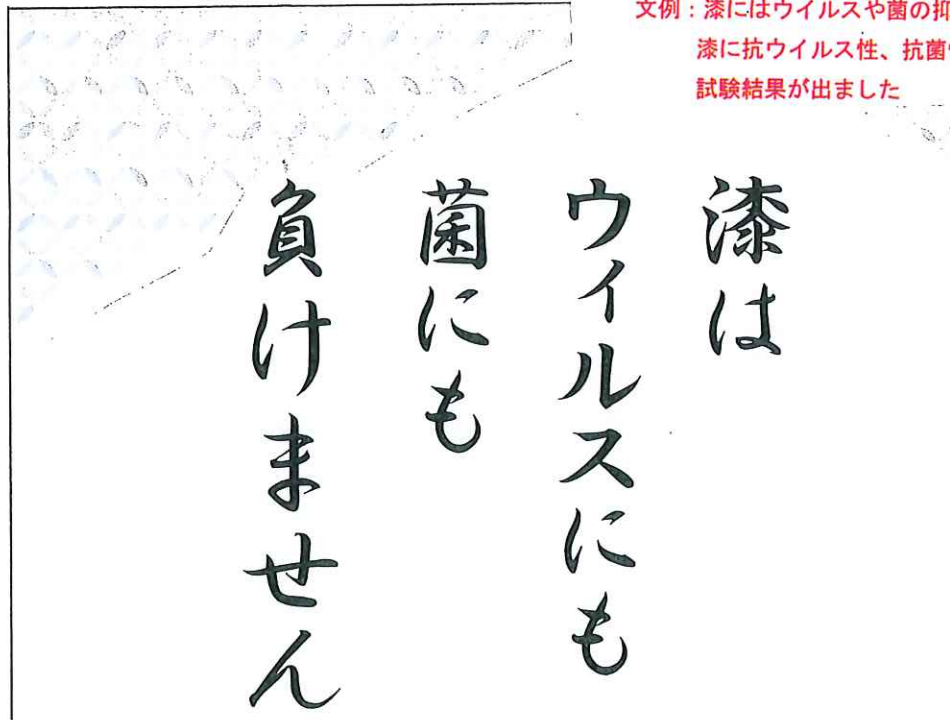 文例：漆にはウイルスや菌の抑
漆に抗ウイルス性、抗菌
試験結果が出ました
漆は
ウィルスにも
菌にも
負けません